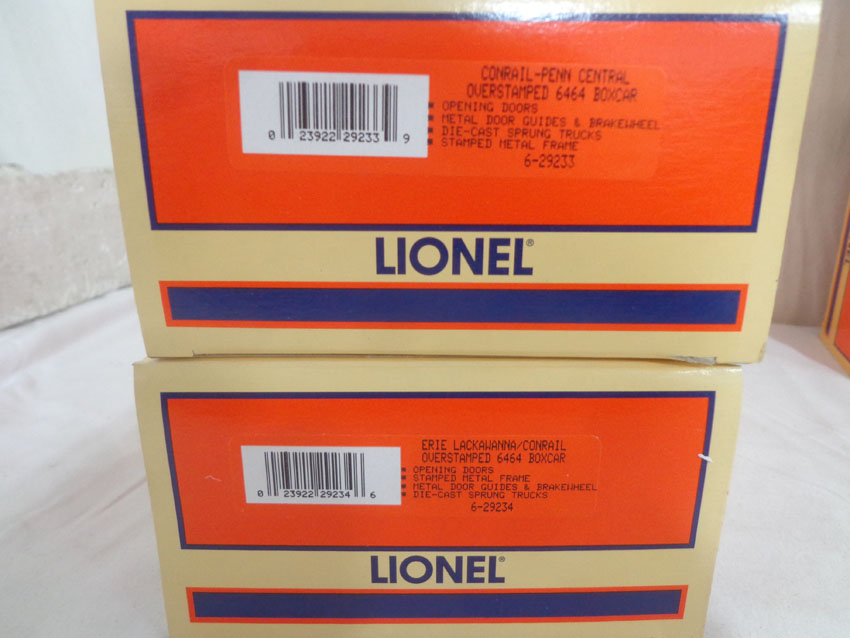 CONRAIL-PENN CENTRAL
OVERSTAMPED 6464 BOXCAR
■ OPENING DOORS
■ METAL DOOR GUIDES & BRAKEWHEEL
■ DIE-CAST SPRUNG TRUCKS
■ STAMPED METAL FRAME
6-29233
0 23922 29233 9
LIONEL®
ERIE LACKAWANNA/CONRAIL
OVERSTAMPED 6464 BOXCAR
■ OPENING DOORS
■ STAMPED METAL FRAME
■ METAL DOOR GUIDES & BRAKEWHEEL
■ DIE-CAST SPRUNG TRUCKS
6-29234
0 23922 29234 6
LIONEL®